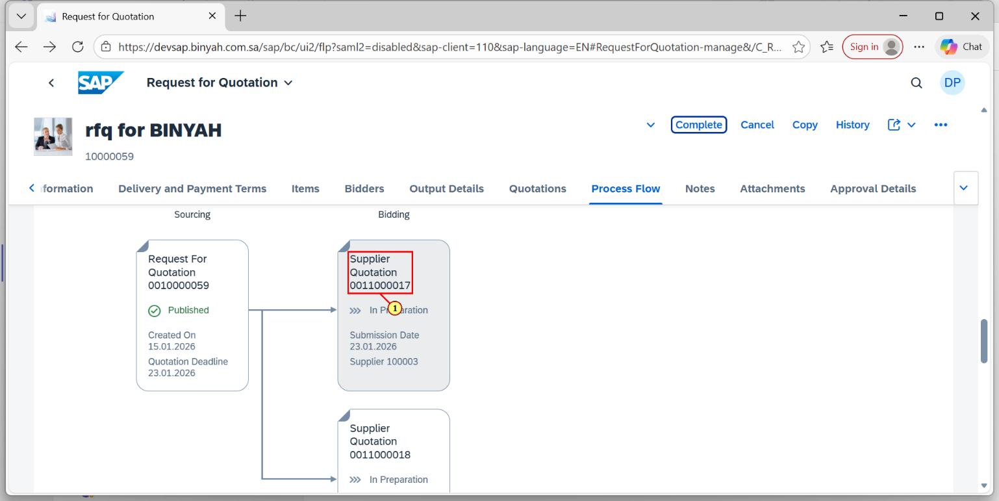 Request for Quotation
https://devsap.binyah.com.sa/sap/bc/ui2/flp?saml2=disabled&sap-client=110&sap-language=EN#RequestForQuotation-manage&/C_R...
Sign in
Chat
SAP
Request for Quotation
DP
rfq for BINYAH
10000059
Complete
Cancel
Copy
History
formation
Delivery and Payment Terms
Items
Bidders
Output Details
Quotations
Process Flow
Notes
Attachments
Approval Details
Sourcing
Bidding
Request For
Quotation
0010000059
Published
Created On
15.01.2026
Quotation Deadline
23.01.2026
Supplier
Quotation
0011000017
1
In Pr aration
Submission Date
23.01.2026
Supplier 100003
Supplier
Quotation
0011000018
In Preparation